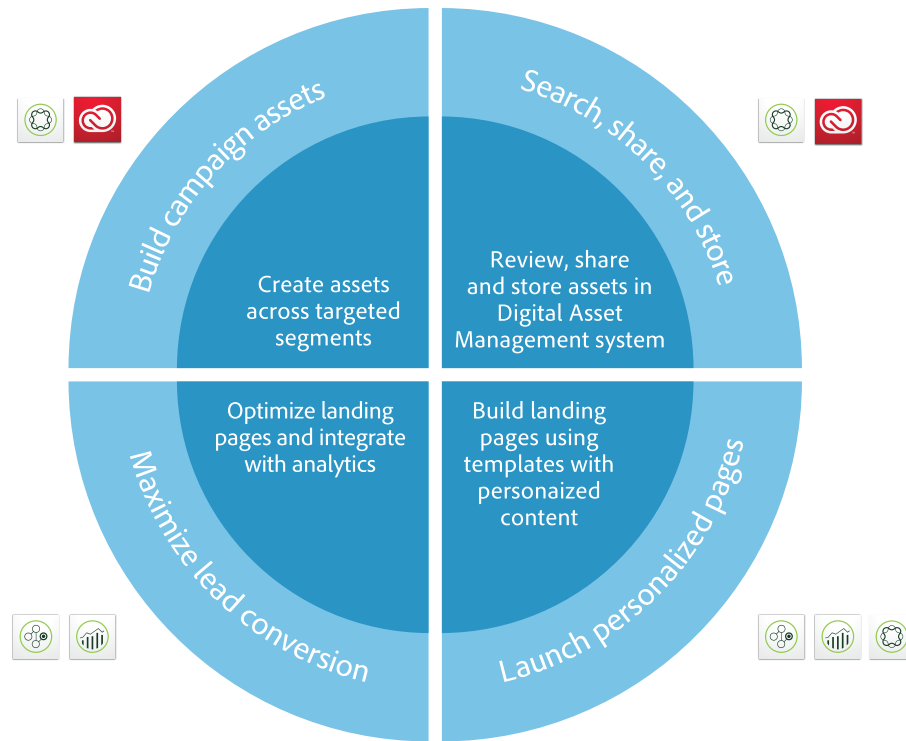 Build campaign assets
Create assets
across targeted
segments
Search, share, and store
Review, share
and store assets in
Digital Asset
Management system
Optimize landing
pages and integrate
with analytics
Maximize lead conversion
Build landing
pages using
templates with
personaized
content
Launch personalized pages